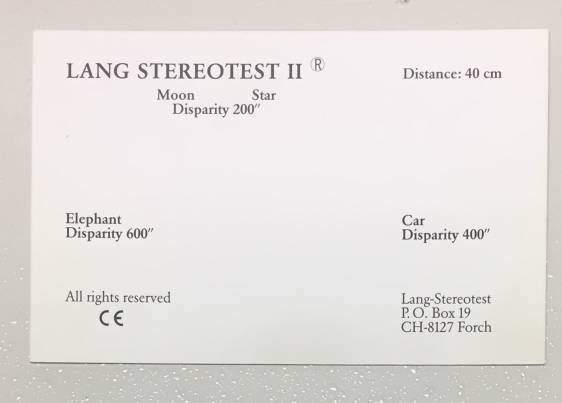 LANG STEREOTEST II ®
Distance: 40 cm
Moon Star
Disparity 200″
Elephant
Disparity 600″
Car
Disparity 400″
All rights reserved
CE
Lang-Stereotest
P. O. Box 19
CH-8127 Forch